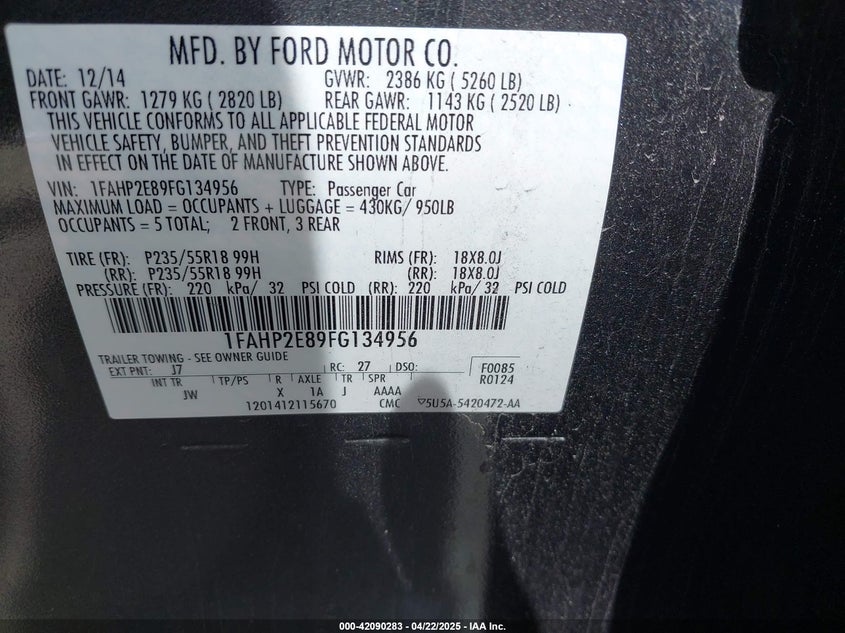 MFD. BY FORD MOTOR CO.
DATE: 12/14 GVWR: 2386 KG ( 5260 LB)
FRONT GAWR: 1279 KG ( 2820 LB) REAR GAWR: 1143 KG ( 2520 LB)
THIS VEHICLE CONFORMS TO ALL APPLICABLE FEDERAL MOTOR
VEHICLE SAFETY, BUMPER, AND THEFT PREVENTION STANDARDS
IN EFFECT ON THE DATE OF MANUFACTURE SHOWN ABOVE.
VIN: 1FAHP2E89FG134956 TYPE: Passenger Car
MAXIMUM LOAD = OCCUPANTS + LUGGAGE = 430KG/ 950LB
OCCUPANTS = 5 TOTAL; 2 FRONT, 3 REAR
TIRE (FR): P235/55R18 99H RIMS (FR): 18X8.0J
(RR): P235/55R18 99H (RR): 18X8.0J
PRESSURE (FR): 220 kPa/ 32 PSI COLD (RR): 220 kPa/ 32 PSI COLD
1FAHP2E89FG134956
TRAILER TOWING - SEE OWNER GUIDE
EXT PNT: J7 RC: 27 DSO: F0085
INT TR TP/PS R AXLE TR SPR R0124
JW X 1A J AAAA
1201412115670 CMC 5U5A-5420472-AA
000-42090283 - 04/22/2025 - IAAI CORP.